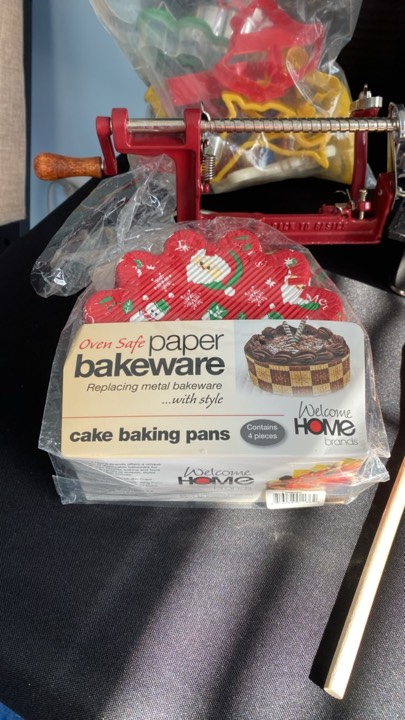 Me
Oven Safe paper
bakeware
Replacing metal bakeware
...with style
cake baking pans
Contains
4 pieces
Welcome
HOME
brands
Welcome
HOME